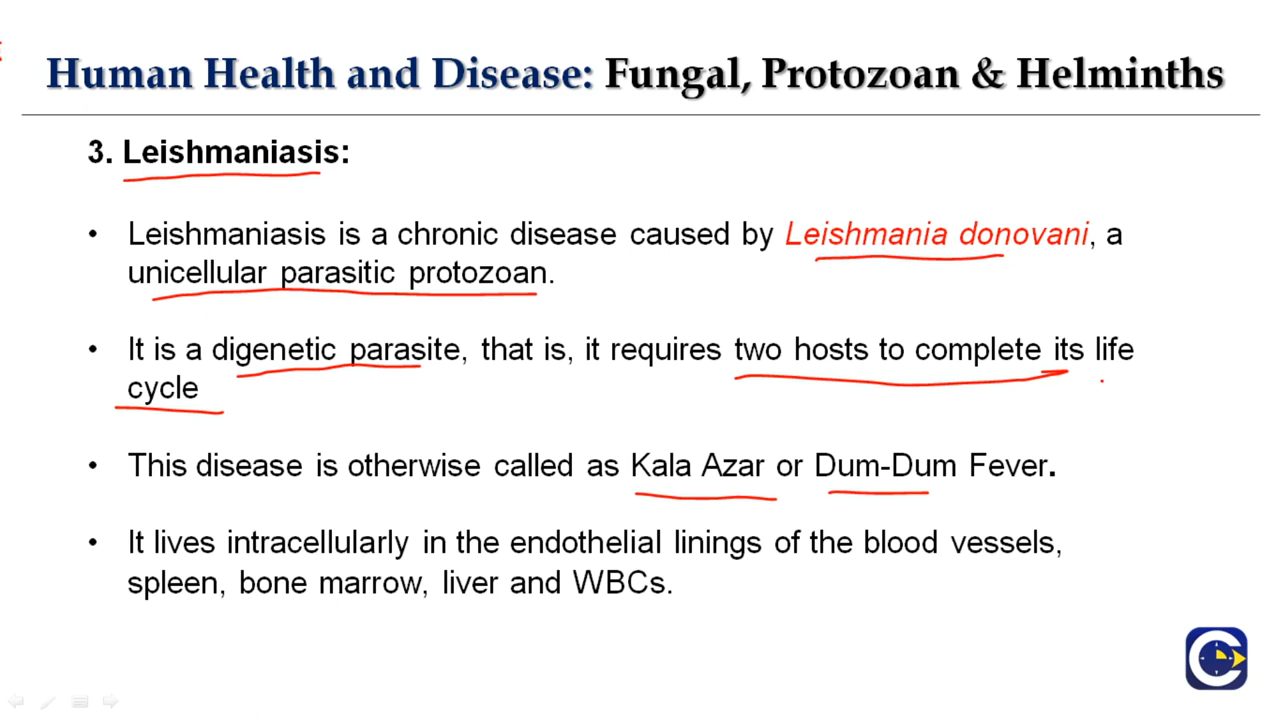 Human Health and Disease: Fungal, Protozoan & Helminths
3. Leishmaniasis:
• Leishmaniasis is a chronic disease caused by Leishmania donovani, a
unicellular parasitic protozoan.
• It is a digenetic parasite, that is, it requires two hosts to complete its life
cycle
• This disease is otherwise called as Kala Azar or Dum-Dum Fever.
• It lives intracellularly in the endothelial linings of the blood vessels,
spleen, bone marrow, liver and WBCs.